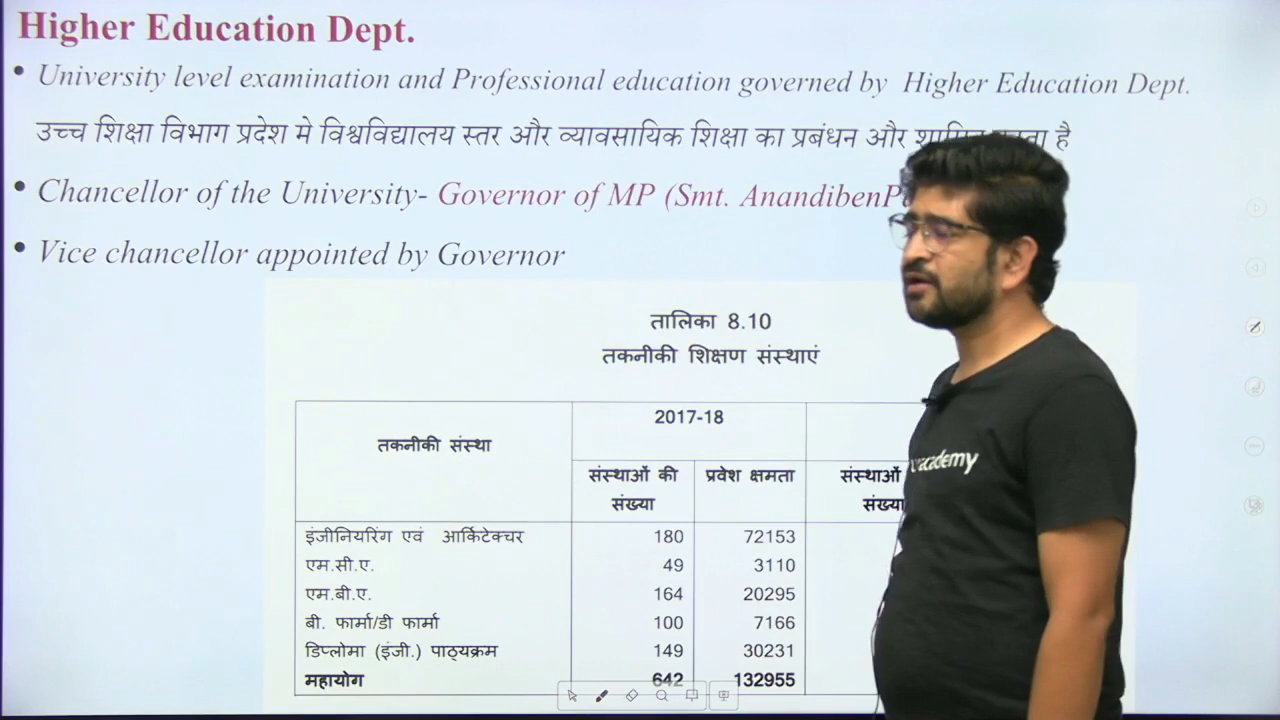 Higher Education Dept.
• University level examination and Professional education governed by Higher Education Dept.
उच्च शिक्षा विभाग प्रदेश मे विश्वविद्यालय स्तर और व्यावसायिक शिक्षा का प्रबंधन और है
• Chancellor of the University- Governor of MP (Smt. Anandiben
• Vice chancellor appointed by Governor
तालिका 8.10
तकनीकी शिक्षण संस्थाएं
तकनीकी संस्था 2017-18
संस्थाओं की संख्या प्रवेश क्षमता संस्थाओं संख्या
इंजीनियरिंग एवं आर्किटेक्चर 180 72153
एम.सी.ए. 49 3110
एम.बी.ए. 164 20295
बी. फार्मा/डी फार्मा 100 7166
डिप्लोमा (इंजी.) पाठ्यक्रम 149 30231
महायोग 642 132955